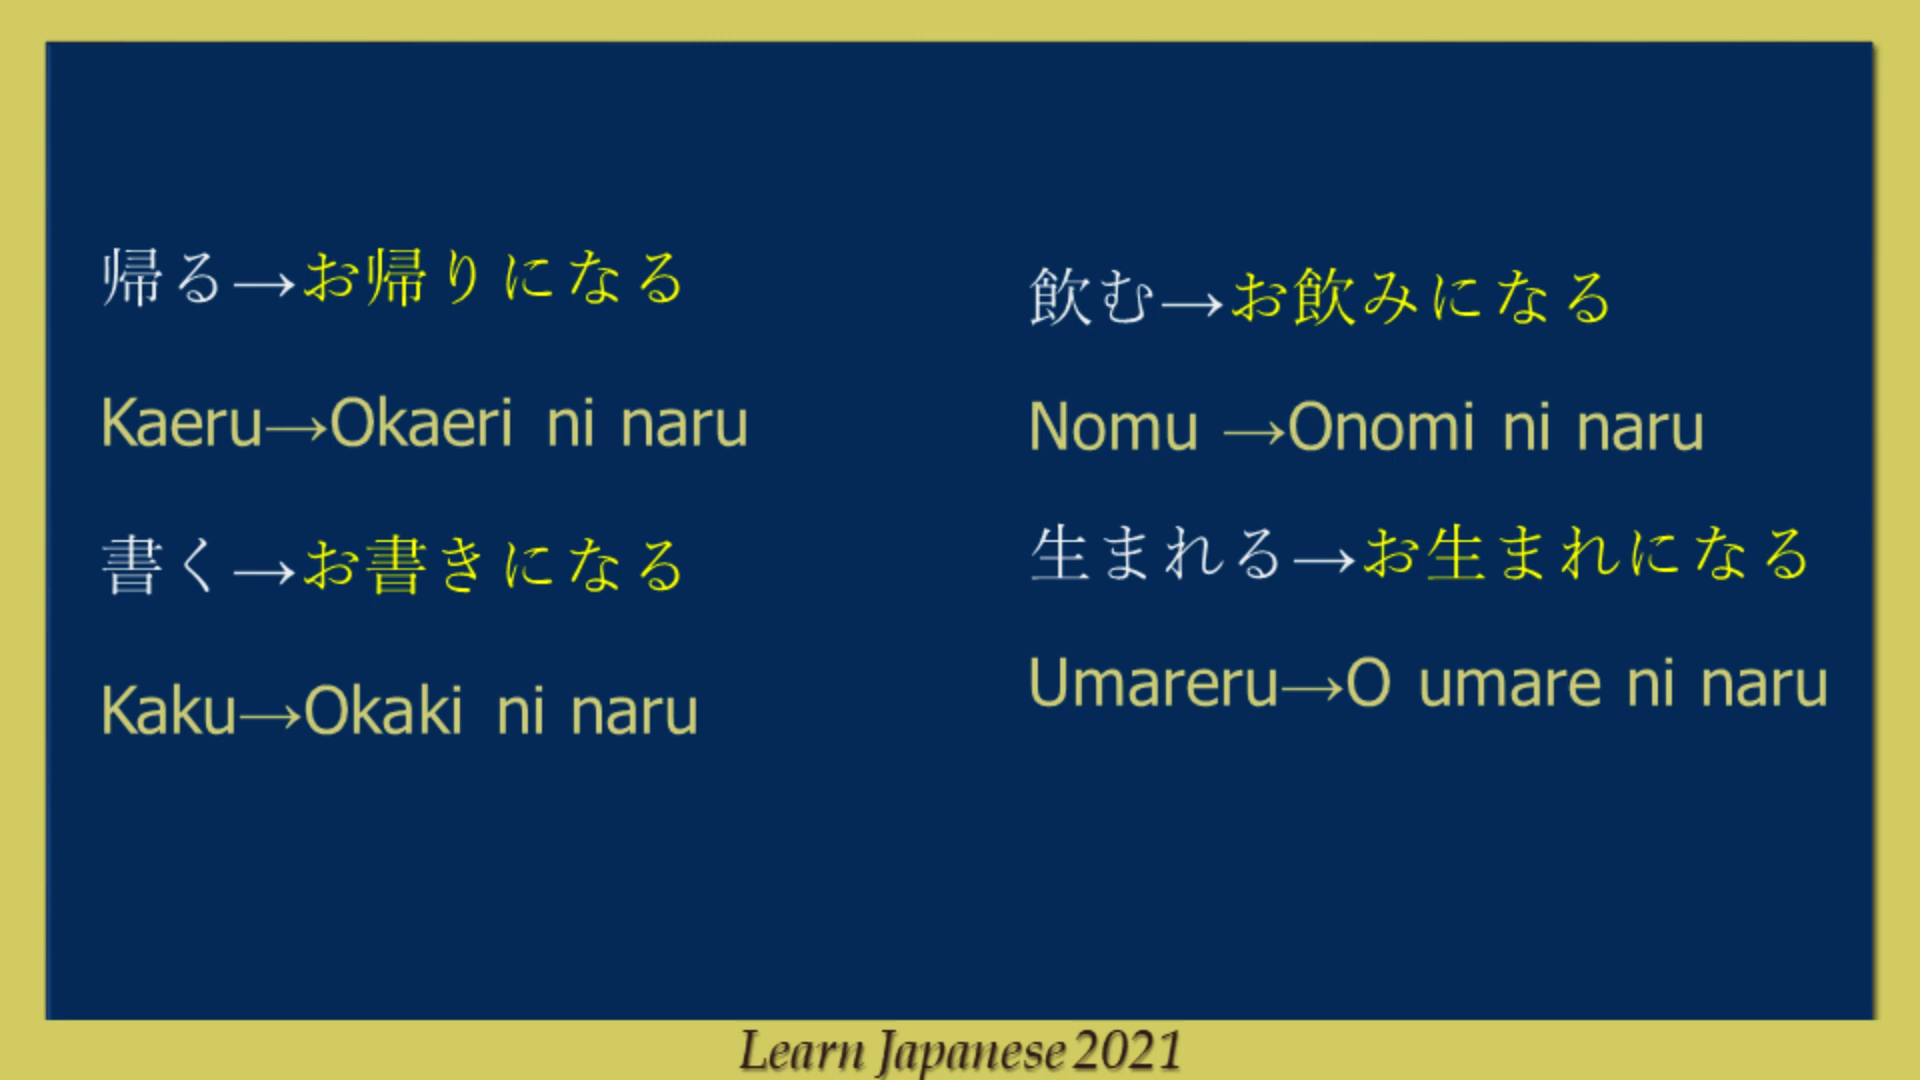 帰る→お帰りになる
Kaeru→Okaeri ni naru
書く→お書きになる
Kaku→Okaki ni naru
飲む→お飲みになる
Nomu →Onomi ni naru
生まれる→お生まれになる
Umareru→O umare ni naru
Learn Japanese 2021